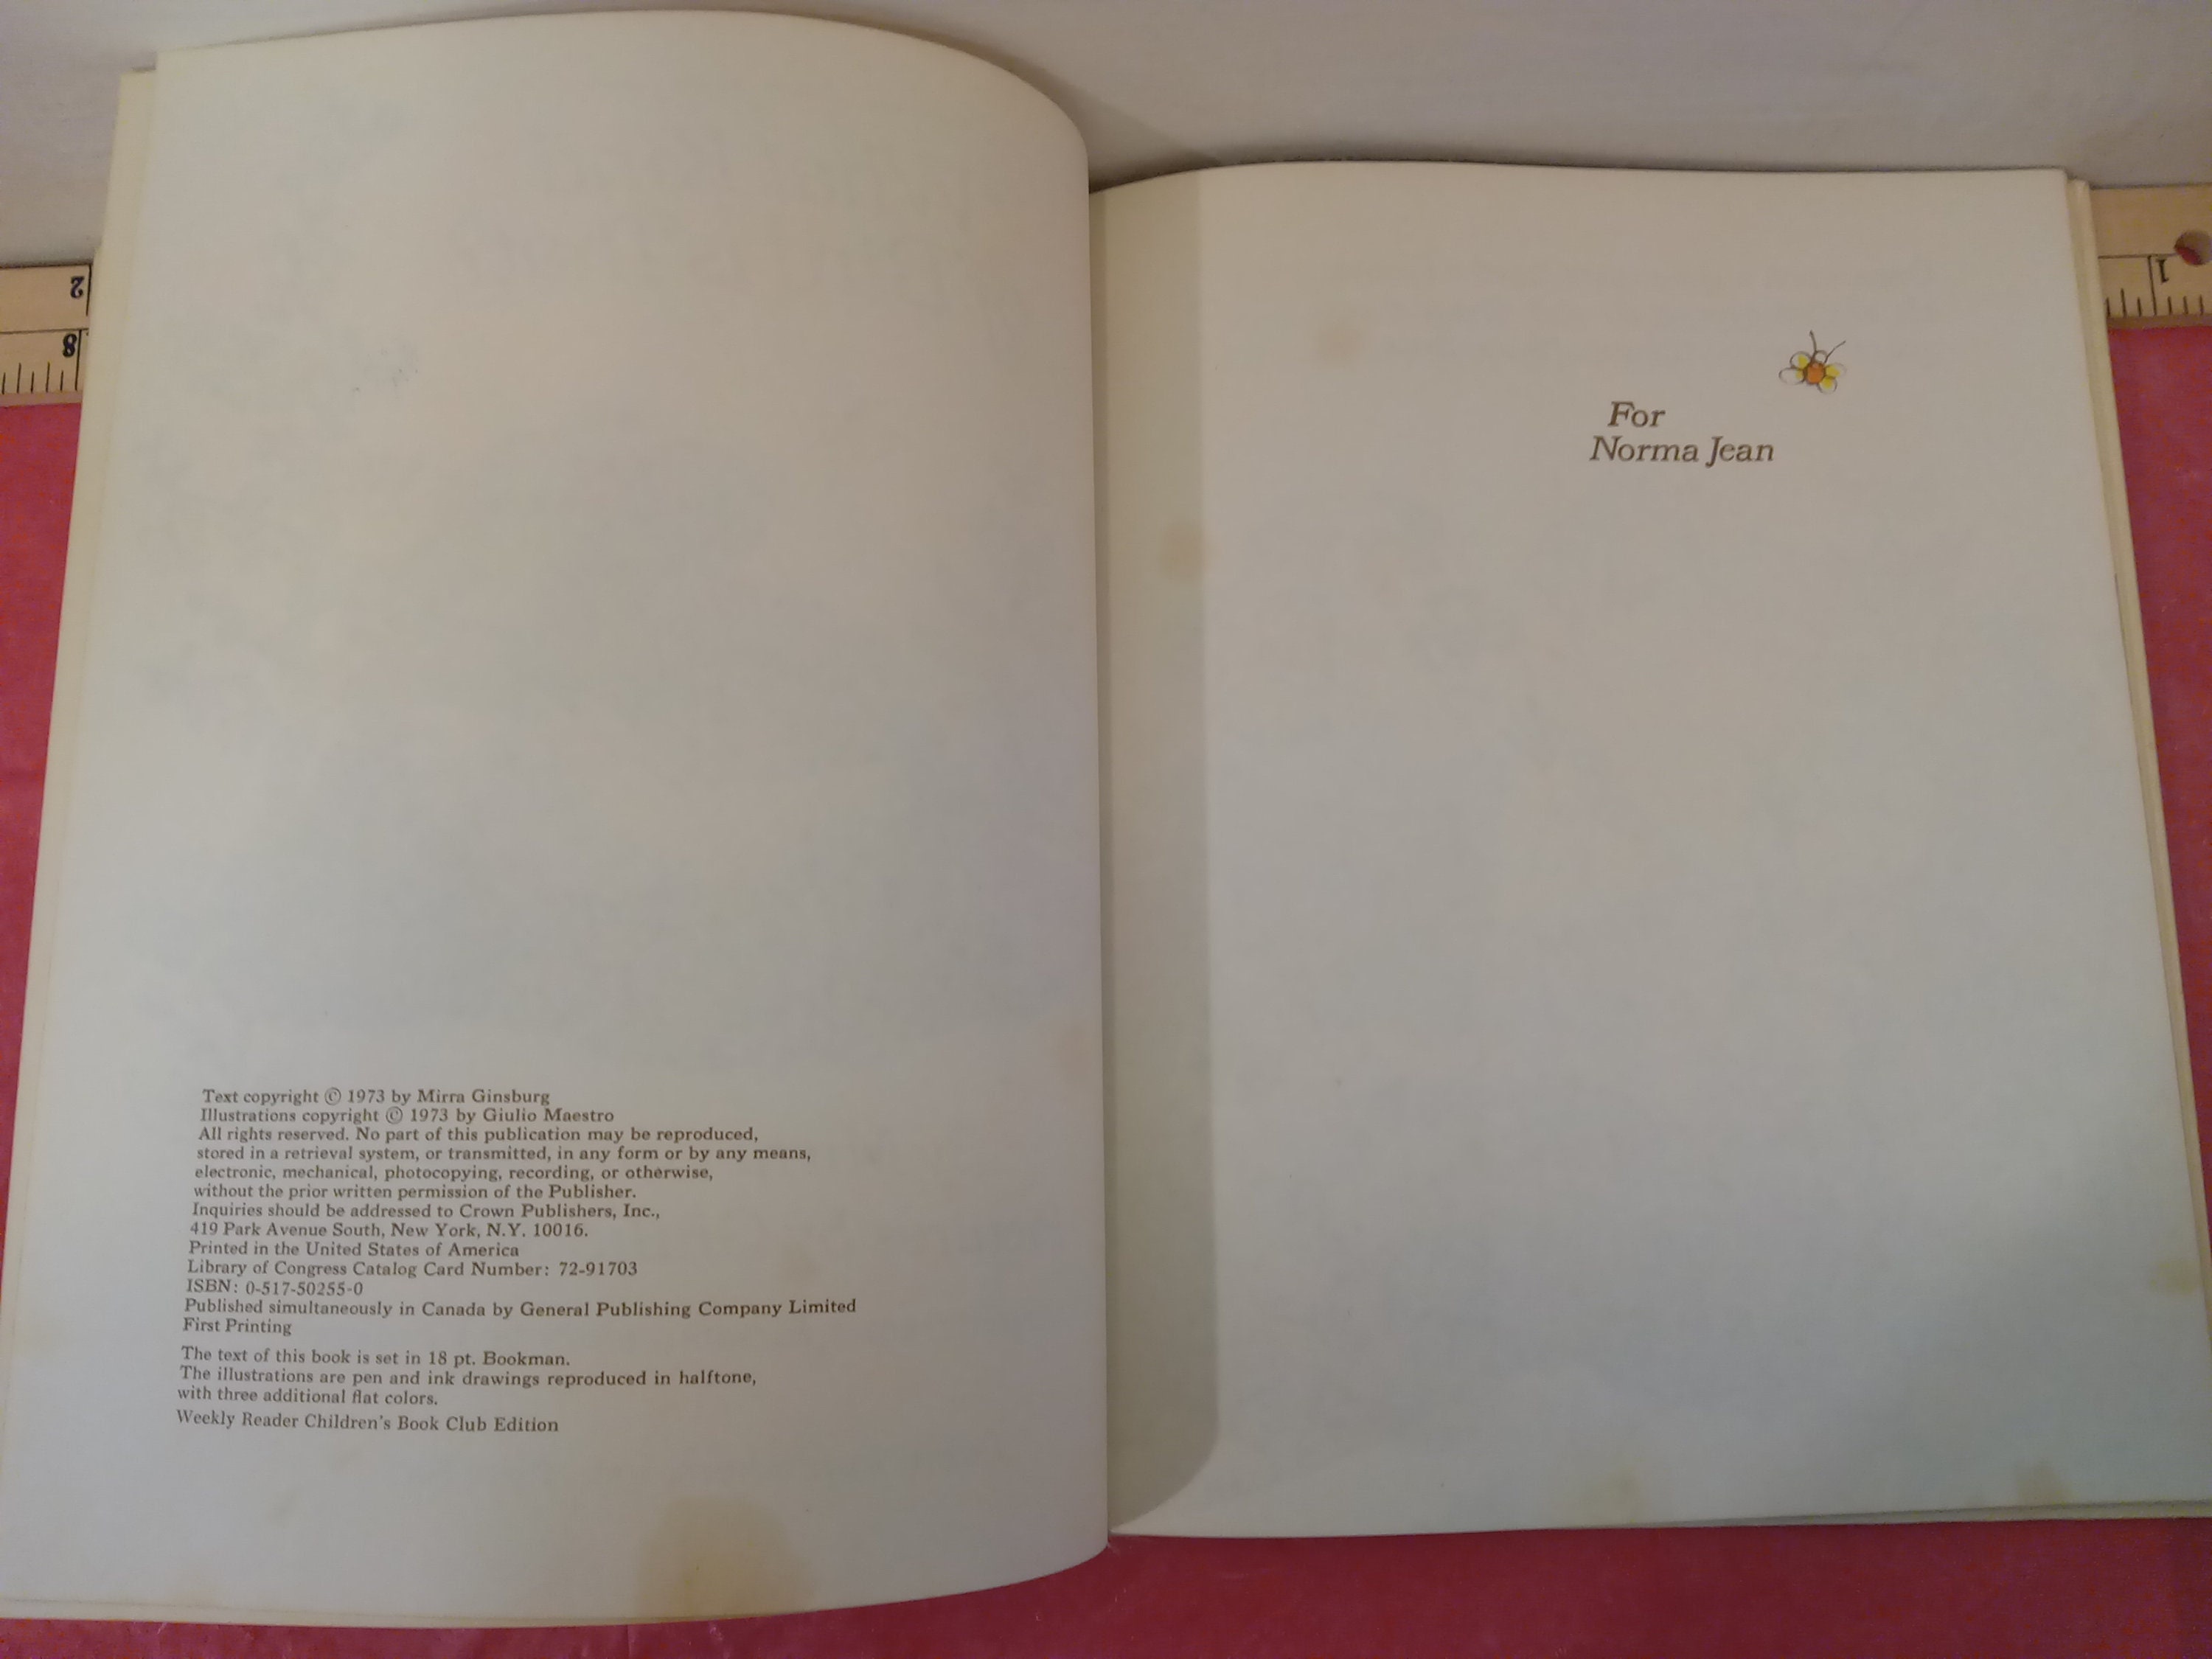 Text copyright © 1973 by Mirra Ginsburg
Illustrations copyright © 1973 by Giulio Maestro
All rights reserved. No part of this publication may be reproduced,
stored in a retrieval system, or transmitted, in any form or by any means,
electronic, mechanical, photocopying, recording, or otherwise,
without the prior written permission of the Publisher.
Inquiries should be addressed to Crown Publishers, Inc.,
419 Park Avenue South, New York, N.Y. 10016.
Printed in the United States of America
Library of Congress Catalog Card Number: 72-91703
ISBN: 0-517-50255-0
Published simultaneously in Canada by General Publishing Company Limited
First Printing
The text of this book is set in 18 pt. Bookman.
The illustrations are pen and ink drawings reproduced in halftone,
with three additional flat colors.
Weekly Reader Children's Book Club Edition
For
Norma Jean
2
8
1